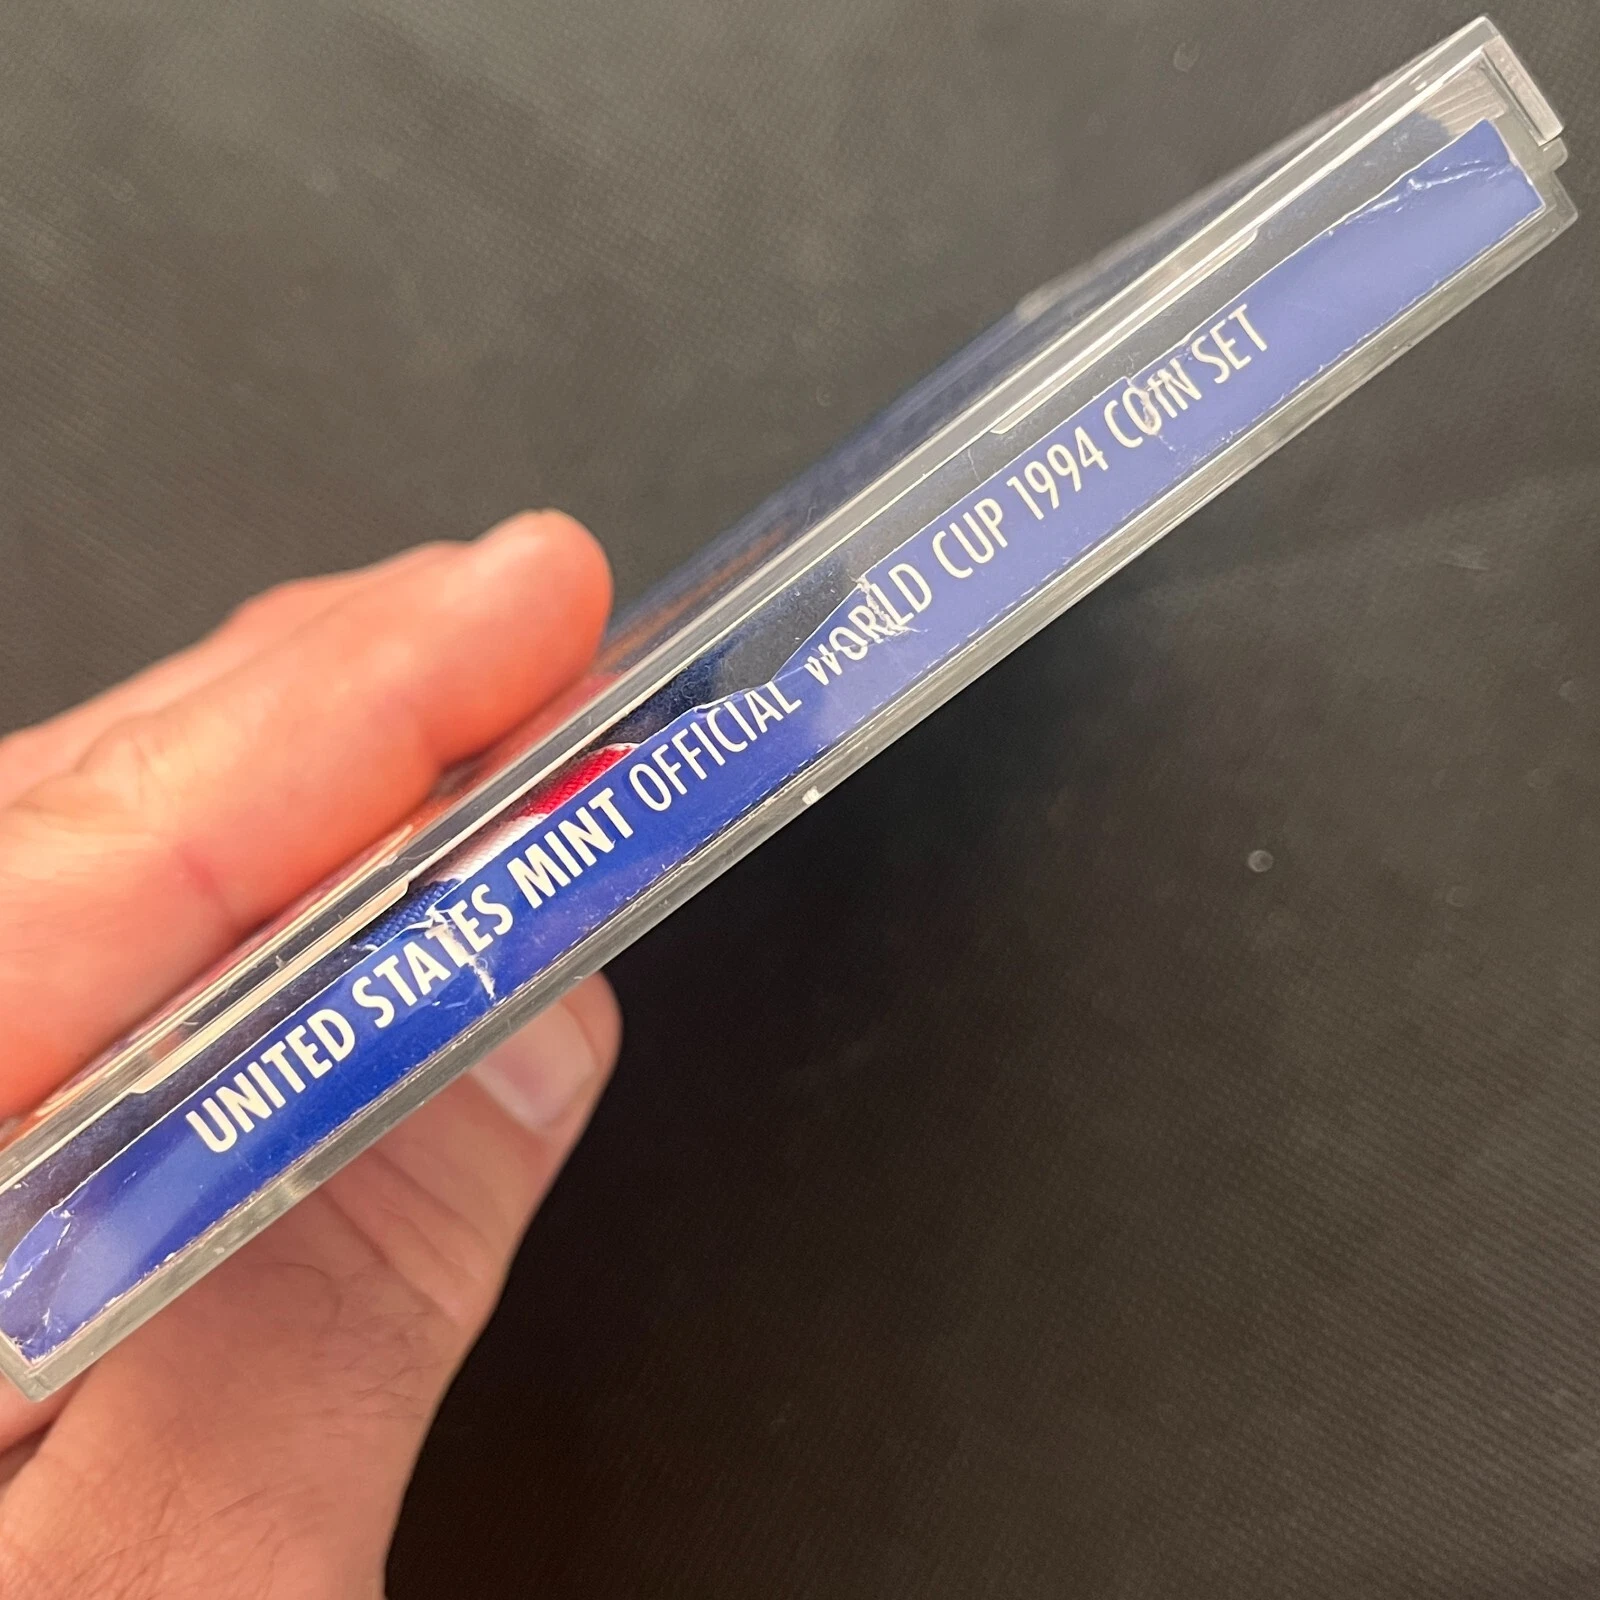 UNITED STATES MINT OFFICIAL WORLD CUP 1994 COIN SET